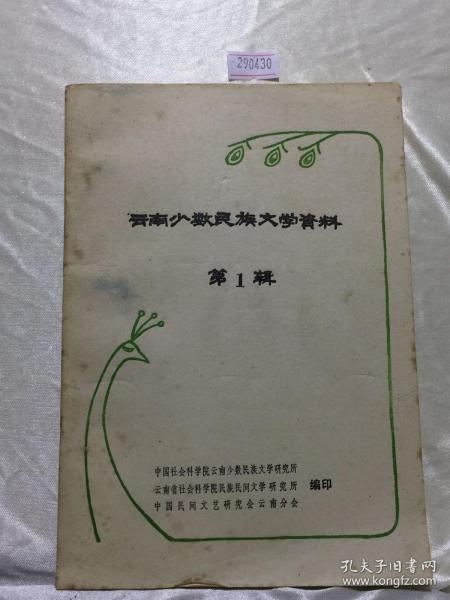 290430
云南少数民族文学資料
第1辑
中国社会科学院云南少数民族文学研究所
云南省社会科学院民族民间文学研究所
中国民间文艺研究会云南分会
编印
孔夫子旧书网
www.kongfz.com